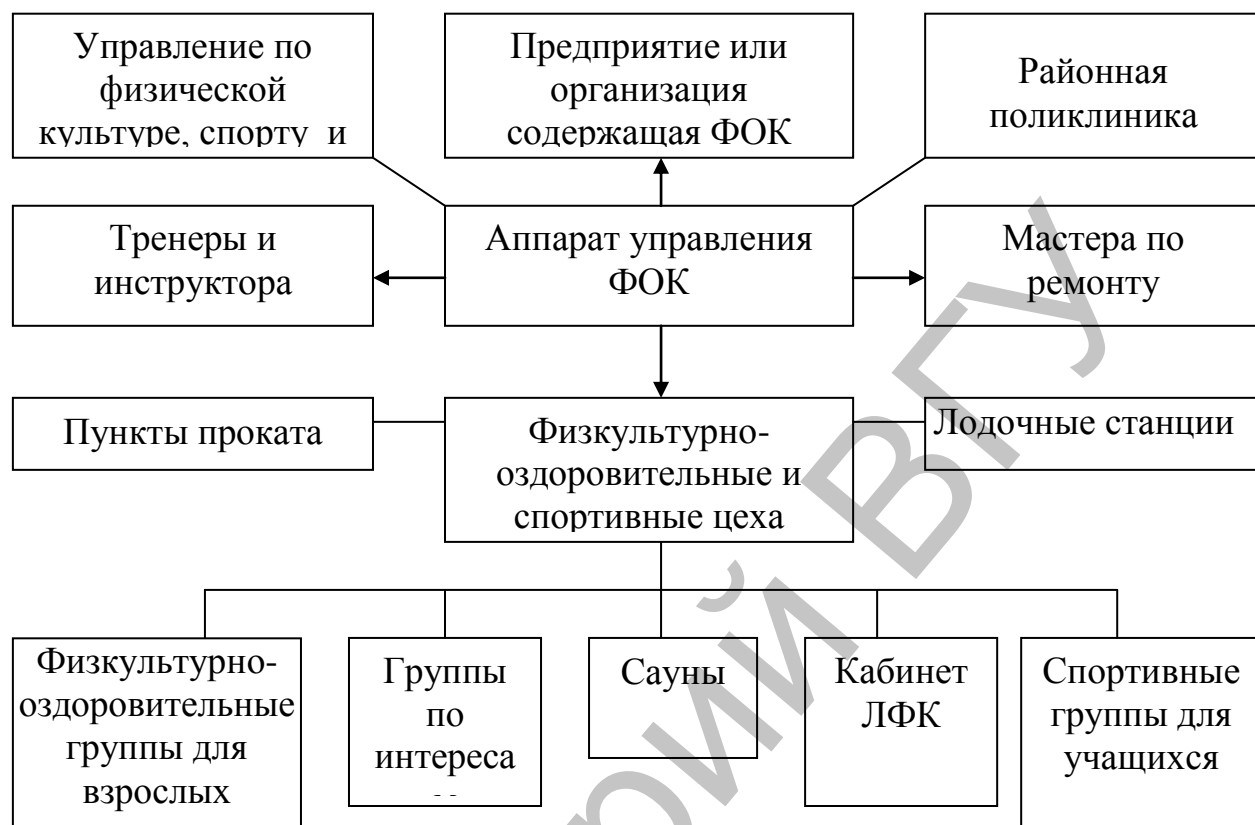 Управление по
физической
культуре, спорту и
Предприятие или
организация
содержащая ФОК
Районная
поликлиника
Тренеры и
инструктора
Аппарат управления
ФОК
Мастера по
ремонту
Пункты проката
Физкультурно-
оздоровительные и
спортивные цеха
Лодочные станции
Физкультурно-
оздоровительные
группы для
взрослых
Группы
по
интереса
Сауны
Кабинет
ЛФК
Спортивные
группы для
учащихся
рий ВГУ